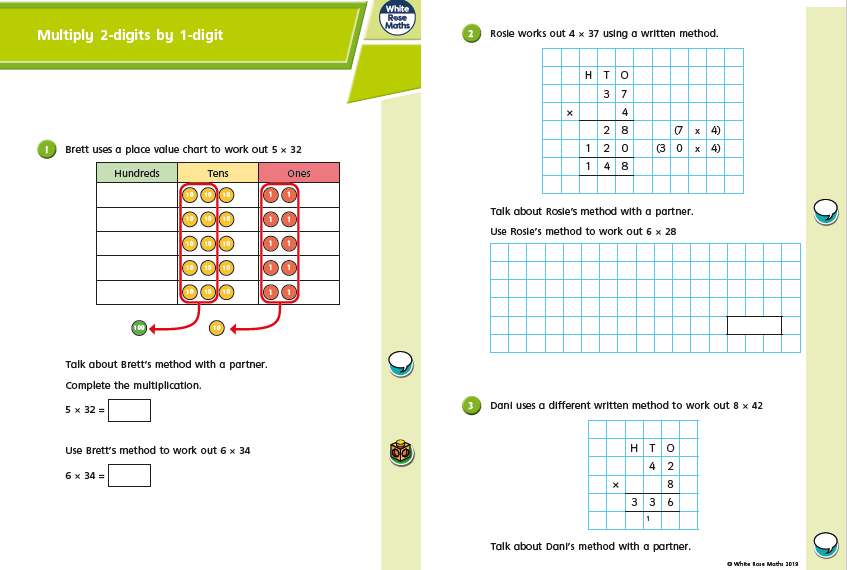 Multiply 2-digits by 1-digit
White
Rose
Maths
1 Brett uses a place value chart to work out 5 × 32
Hundreds Tens Ones
10 10 10 1 1
10 10 10 1 1
10 10 10 1 1
10 10 10 1 1
10 10 10 1 1
100 10
Talk about Brett's method with a partner.
Complete the multiplication.
5 × 32 =
Use Brett's method to work out 6 × 34
6 × 34 =
2 Rosie works out 4 × 37 using a written method.
H T O
3 7
× 4
2 8 (7 x 4)
1 2 0 (3 0 x 4)
1 4 8
Talk about Rosie's method with a partner.
Use Rosie's method to work out 6 × 28
3 Dani uses a different written method to work out 8 × 42
H T O
4 2
× 8
3 3 6
1
Talk about Dani's method with a partner.
© White Rose Maths 2019